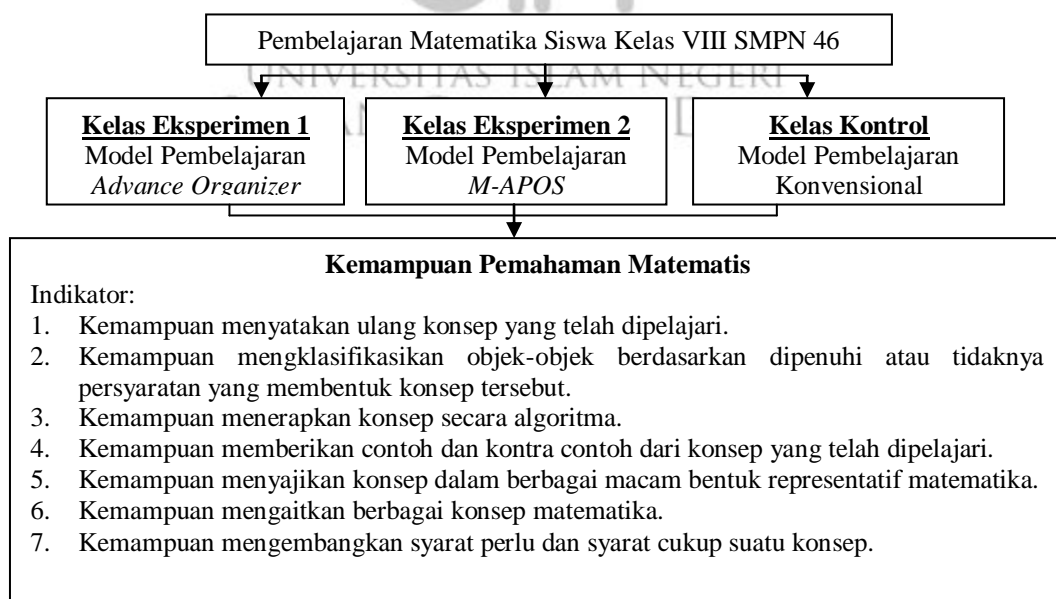 Pembelajaran Matematika Siswa Kelas VIII SMPN 46
UNIVERSITAS ISLAM NEGERI
Kelas Eksperimen 1
Model Pembelajaran
Advance Organizer
Kelas Eksperimen 2
Model Pembelajaran
M-APOS
Kelas Kontrol
Model Pembelajaran
Konvensional
Kemampuan Pemahaman Matematis
Indikator:
1. Kemampuan menyatakan ulang konsep yang telah dipelajari.
2. Kemampuan mengklasifikasikan objek-objek berdasarkan dipenuhi atau tidaknya
persyaratan yang membentuk konsep tersebut.
3. Kemampuan menerapkan konsep secara algoritma.
4. Kemampuan memberikan contoh dan kontra contoh dari konsep yang telah dipelajari.
5. Kemampuan menyajikan konsep dalam berbagai macam bentuk representatif matematika.
6. Kemampuan mengaitkan berbagai konsep matematika.
7. Kemampuan mengembangkan syarat perlu dan syarat cukup suatu konsep.